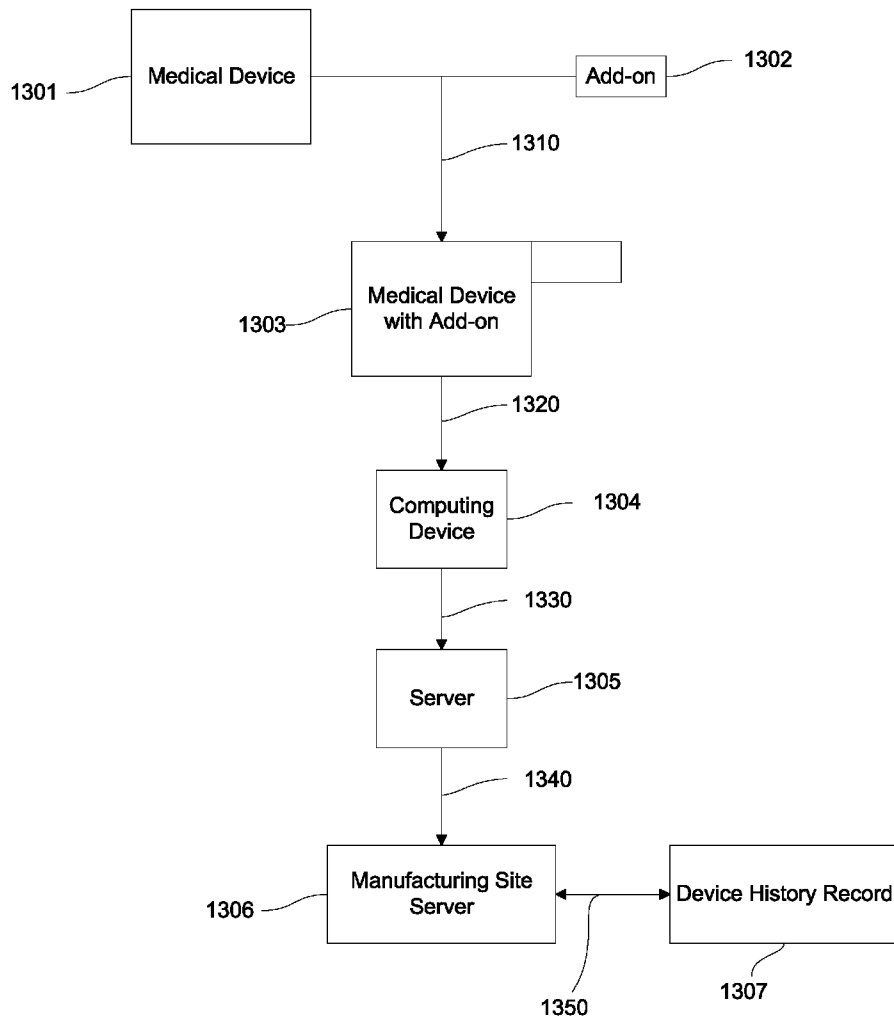 1301
Medical Device
Add-on
1302
1310
1303
Medical Device
with Add-on
1320
Computing
Device
1304
1330
Server
1305
1340
1306
Manufacturing Site
Server
Device History Record
1350
1307